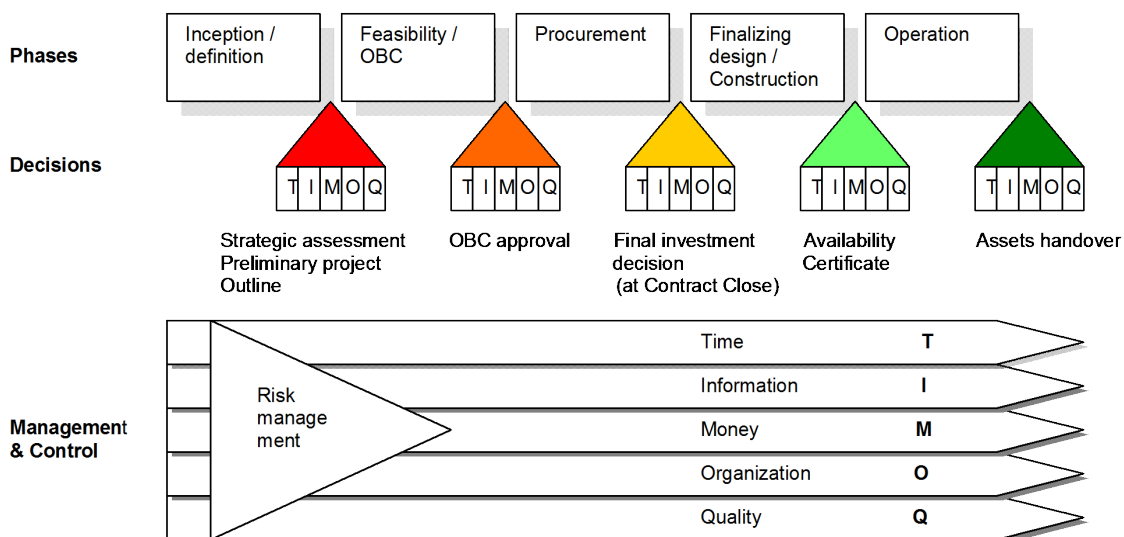 Phases
Inception /
definition
Feasibility /
OBC
Procurement
Finalizing
design /
Construction
Operation
Decisions
T I M O Q
T I M O Q
T I M O Q
T I M O Q
T I M O Q
Strategic assessment
Preliminary project
Outline
OBC approval
Final investment
decision
(at Contract Close)
Availability
Certificate
Assets handover
Management
& Control
Risk
manage
ment
Time T
Information I
Money M
Organization O
Quality Q